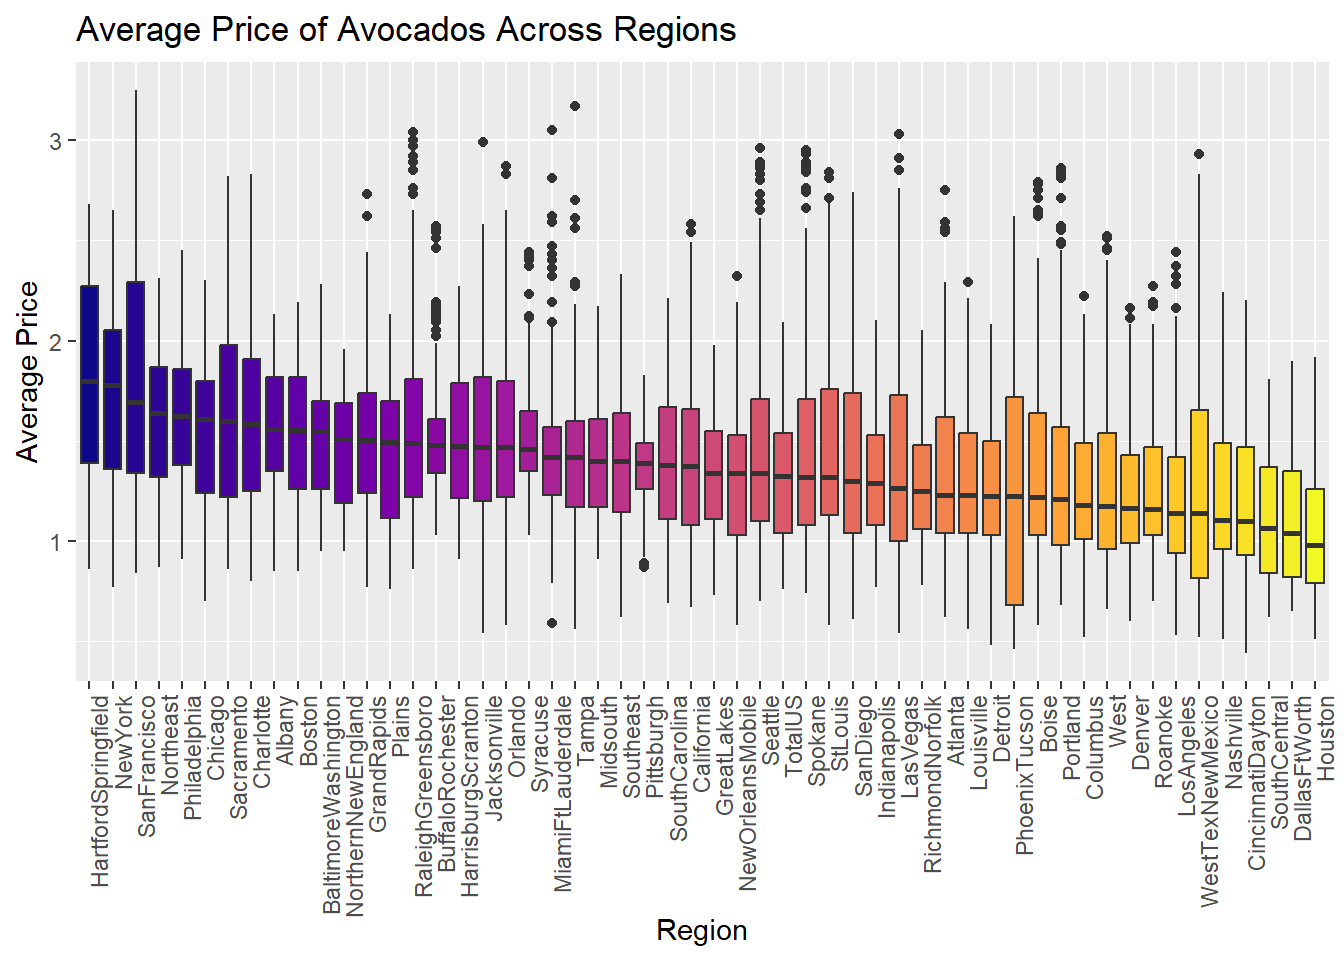 Average Price of Avocados Across Regions
Average Price
3
2
1
HartfordSpringfield
NewYork
SanFrancisco
Northeast
Philadelphia
Chicago
Sacramento
Charlotte
Albany
Boston
BaltimoreWashington
NorthernNewEngland
GrandRapids
Plains
RaleighGreensboro
BuffaloRochester
HarrisburgScranton
Jacksonville
Orlando
Syracuse
MiamiFtLauderdale
Tampa
Midsouth
Southeast
Pittsburgh
SouthCarolina
California
GreatLakes
NewOrleansMobile
Seattle
TotalUS
Spokane
StLouis
SanDiego
Indianapolis
LasVegas
RichmondNorfolk
Atlanta
Louisville
Detroit
PhoenixTucson
Boise
Portland
Columbus
West
Denver
Roanoke
LosAngeles
WestTexNewMexico
Nashville
CincinnatiDayton
SouthCentral
DallasFtWorth
Houston
Region